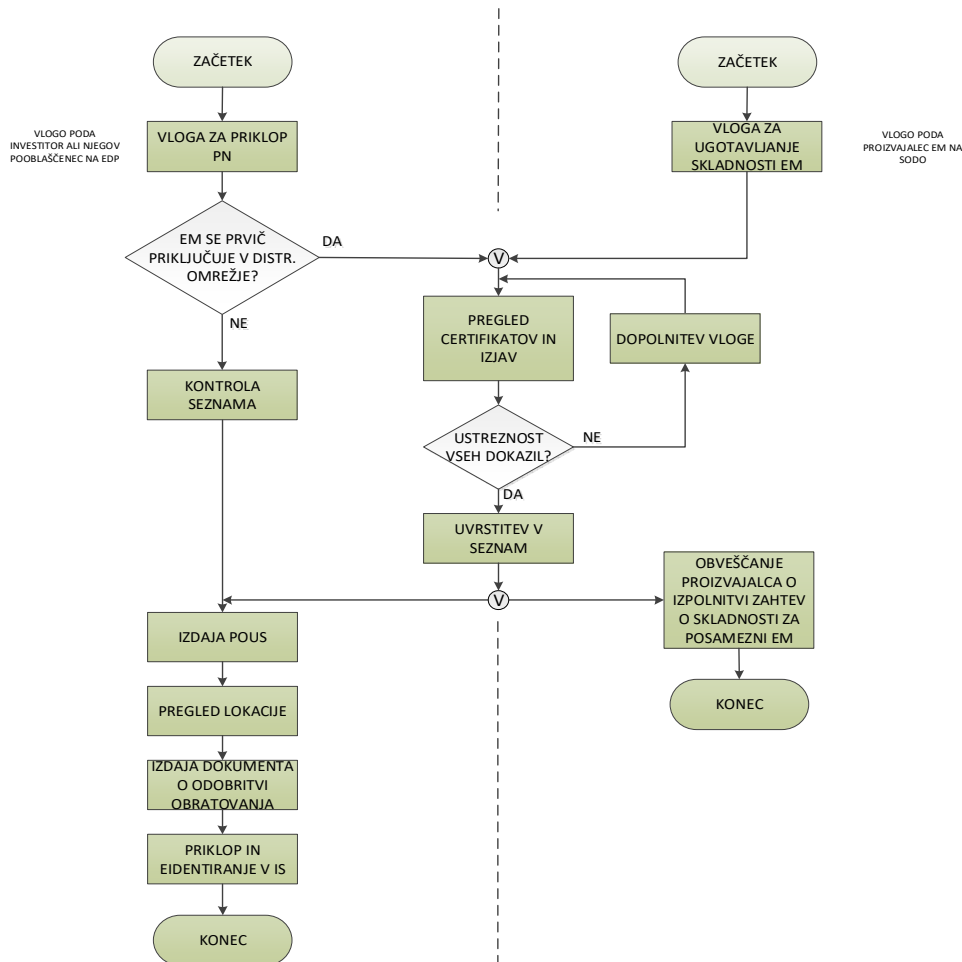 ZAČETEK
VLOGO PODA
INVESTITOR ALI NJEGOV
POOBLAŠČENEC NA EDP
VLOGA ZA PRIKLOP
PN
EM SE PRVIČ
PRIKLJUČUJE V DISTR.
OMREŽJE?
DA
NE
KONTROLA
SEZNAMA
ZAČETEK
VLOGA ZA
UGOTAVLJANJE
SKLADNOSTI EM
VLOGO PODA
PROIZVAJALEC EM NA
SODO
V
PREGLED
CERTIFIKATOV IN
IZJAV
DOPOLNITEV VLOGE
USTREZNOST
VSEH DOKAZIL?
NE
DA
UVRSTITEV V
SEZNAM
V
OBVEŠČANJE
PROIZVAJALCA O
IZPOLNITVI ZAHTEV
O SKLADNOSTI ZA
POSAMEZNI EM
KONEC
IZDAJA POUS
PREGLED LOKACIJE
IZDAJA DOKUMENTA
O ODOBRITVI
OBRATOVANJA
PRIKLOP IN
EIDENTIRANJE V IS
KONEC